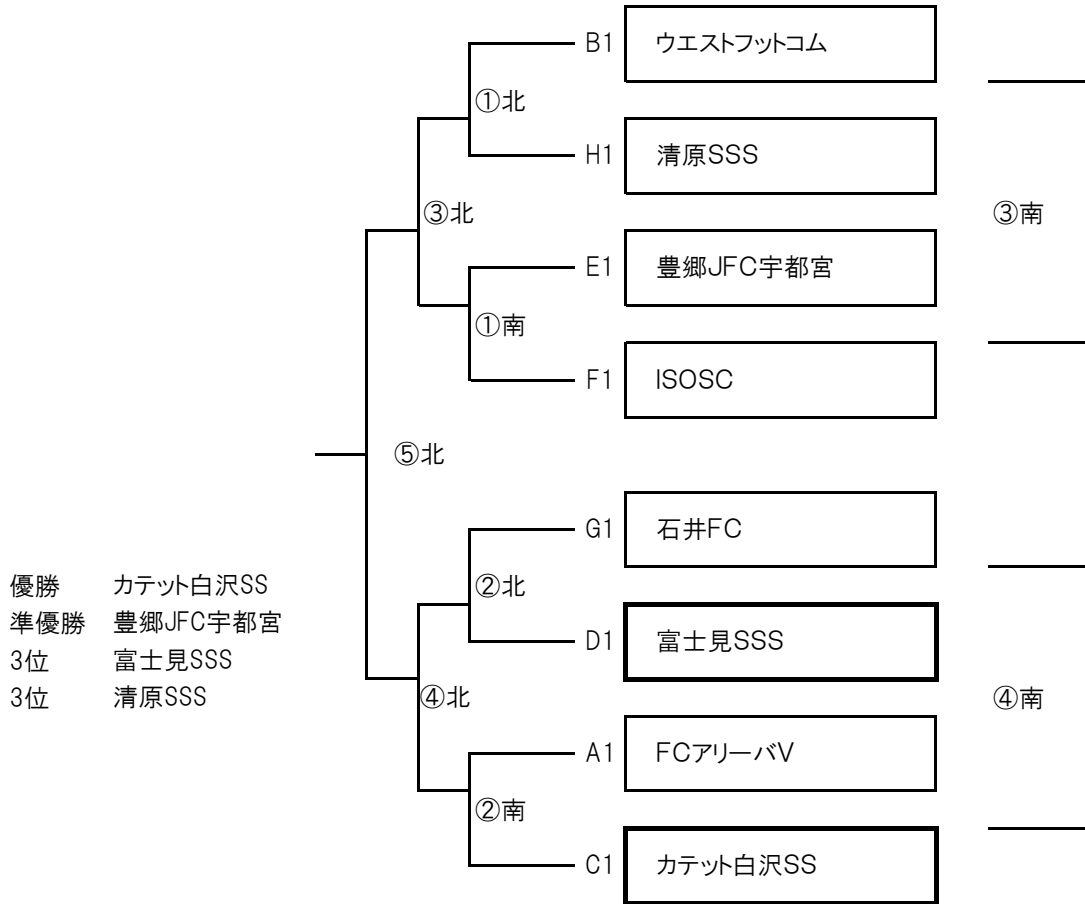 B1 ウエストフットコム
①北
H1 清原SSS
③北
③南
E1 豊郷JFC宇都宮
①南
F1 ISOSC
⑤北
G1 石井FC
優勝 カテット白沢SS
②北
準優勝 豊郷JFC宇都宮
D1 富士見SSS
3位 富士見SSS
3位 清原SSS
④北
④南
A1 FCアリーバV
②南
C1 カテット白沢SS